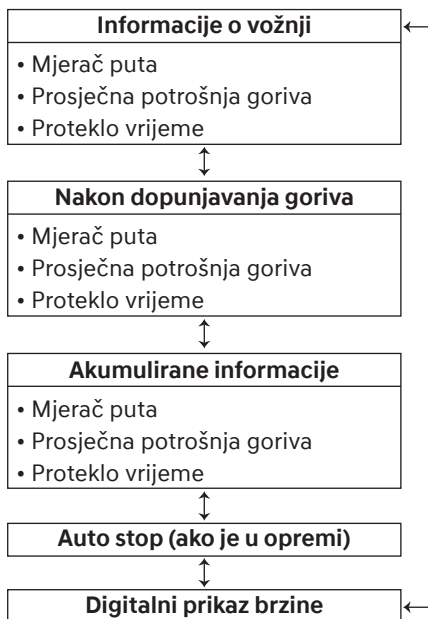 Informacije o vožnji
• Mjerač puta
• Prosječna potrošnja goriva
• Proteklo vrijeme
Nakon dopunjavanja goriva
• Mjerač puta
• Prosječna potrošnja goriva
• Proteklo vrijeme
Akumulirane informacije
• Mjerač puta
• Prosječna potrošnja goriva
• Proteklo vrijeme
Auto stop (ako je u opremi)
Digitalni prikaz brzine